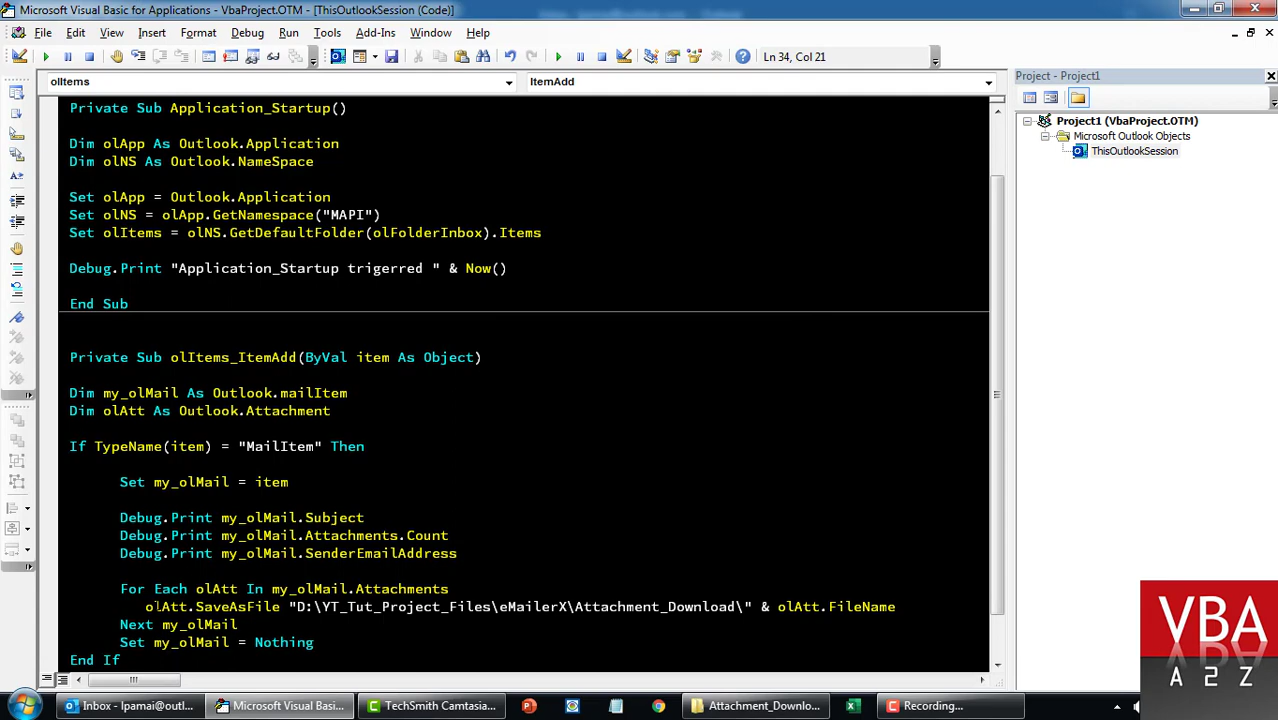 Microsoft Visual Basic for Applications - VbaProject.OTM - [ThisOutlookSession (Code)]
File Edit View Insert Format Debug Run Tools Add-Ins Window Help
Ln 34, Col 21
olItems ItemAdd
Project - Project1
Project1 (VbaProject.OTM)
Microsoft Outlook Objects
ThisOutlookSession
Private Sub Application_Startup()
Dim olApp As Outlook.Application
Dim olNS As Outlook.NameSpace
Set olApp = Outlook.Application
Set olNS = olApp.GetNamespace("MAPI")
Set olItems = olNS.GetDefaultFolder(olFolderInbox).Items
Debug.Print "Application_Startup trigerred " & Now()
End Sub
Private Sub olItems_ItemAdd(ByVal item As Object)
Dim my_olMail As Outlook.mailItem
Dim olAtt As Outlook.Attachment
If TypeName(item) = "MailItem" Then
Set my_olMail = item
Debug.Print my_olMail.Subject
Debug.Print my_olMail.Attachments.Count
Debug.Print my_olMail.SenderEmailAddress
For Each olAtt In my_olMail.Attachments
olAtt.SaveAsFile "D:\YT_Tut_Project_Files\eMailerX\Attachment_Download\" & olAtt.FileName
Next my_olMail
Set my_olMail = Nothing
End If
VBA
A 2 Z
Inbox - lpamai@outl... Microsoft Visual Basi... TechSmith Camtasia... Attachment_Downlo... Recording...